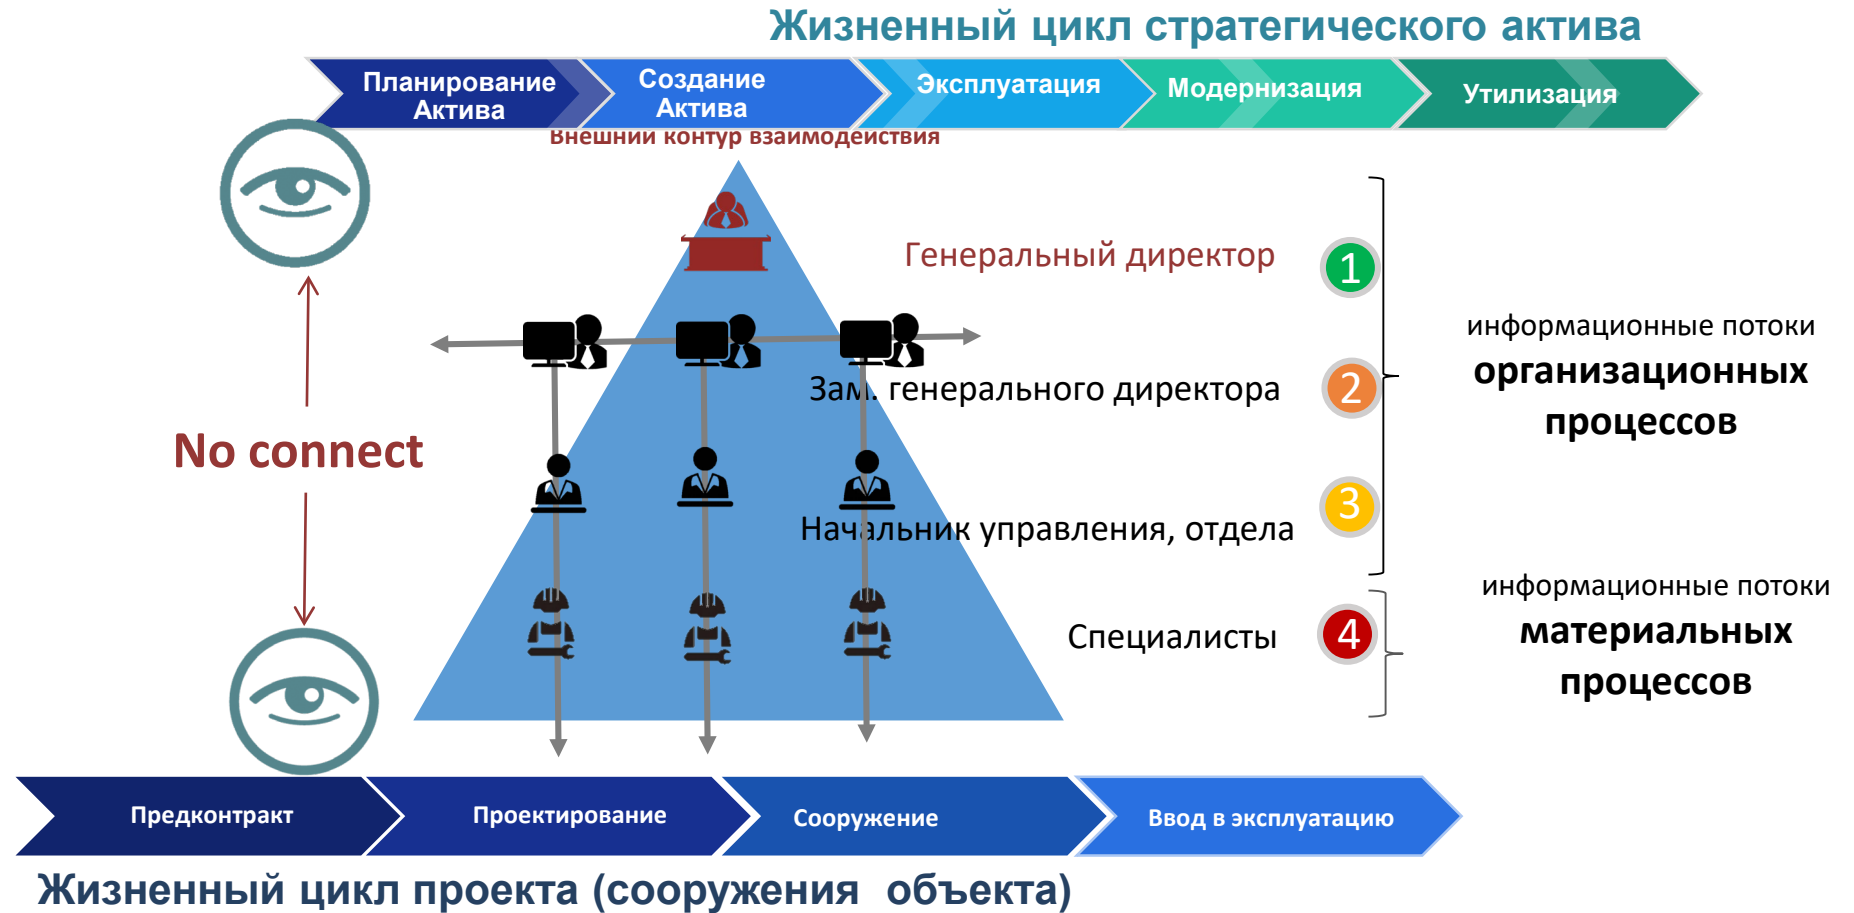 Жизненный цикл стратегического актива
Планирование
Актива
Создание
Актива
Эксплуатация
Модернизация
Утилизация
Внешний контур взаимодействия
Генеральный директор
1
информационные потоки
организационных
процессов
Зам. генерального директора
2
No connect
Начальник управления, отдела
3
информационные потоки
материальных
процессов
Специалисты
4
Предконтракт
Проектирование
Сооружение
Ввод в эксплуатацию
Жизненный цикл проекта (сооружения объекта)